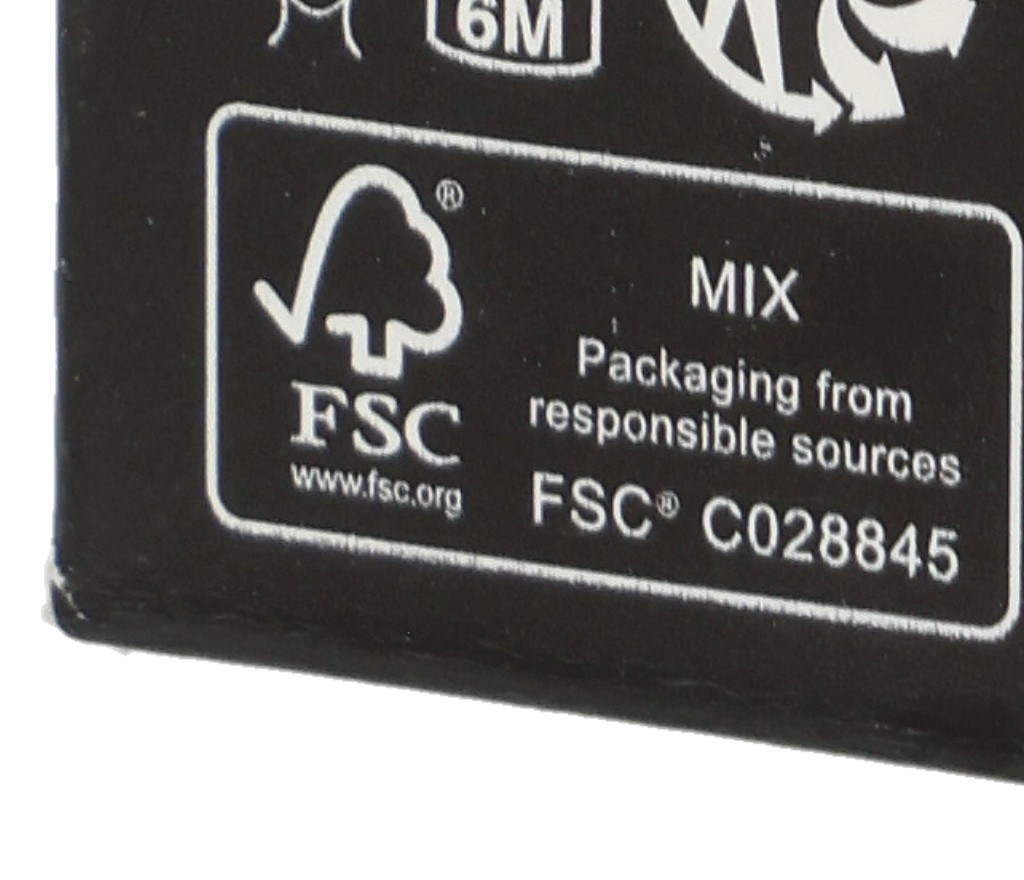 6M
®
MIX
Packaging from
responsible sources
FSC
www.fsc.org
FSC® C028845